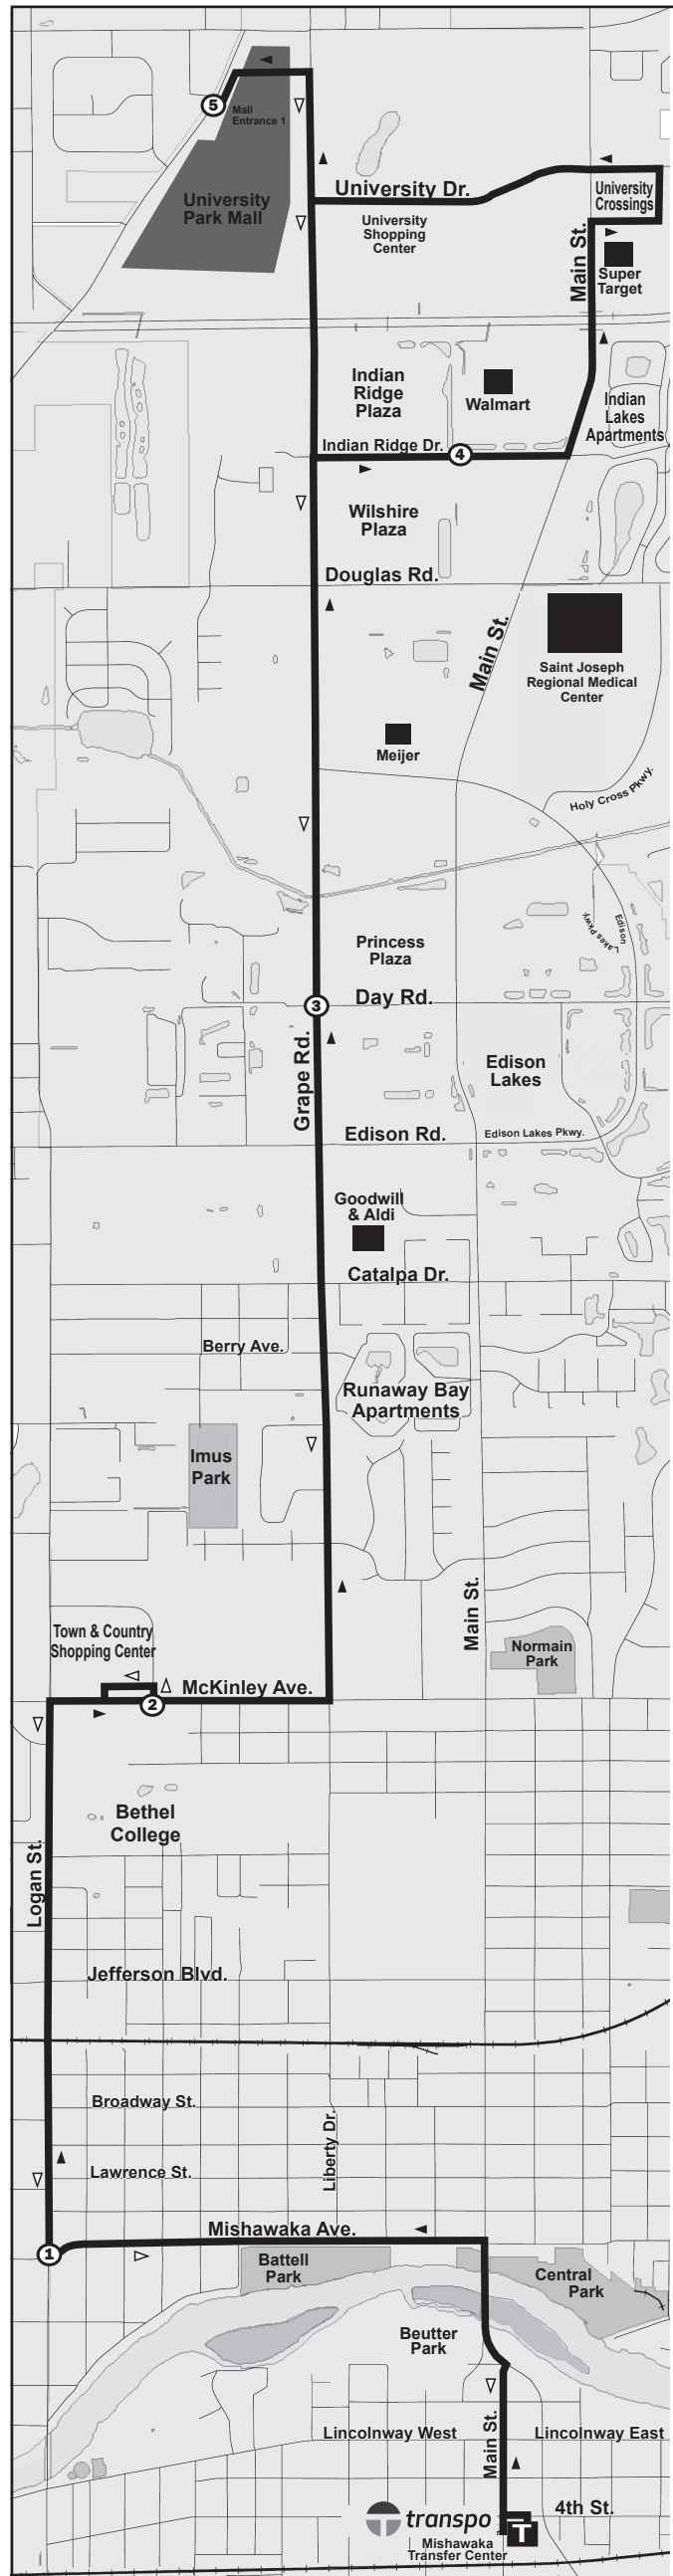 5
Mall
Entrance 1
University
Park Mall
University Dr.
University
Crossings
University
Shopping
Center
Main St.
Super
Target
Indian
Ridge
Plaza
Walmart
Indian
Lakes
Apartments
Indian Ridge Dr.
4
Wilshire
Plaza
Douglas Rd.
Main St.
Saint Joseph
Regional Medical
Center
Meijer
Holy Cross Pkwy.
Edison
Lakes Pkwy.
Princess
Plaza
3
Day Rd.
Grape Rd.
Edison
Lakes
Edison Rd.
Edison Lakes Pkwy.
Goodwill
& Aldi
Catalpa Dr.
Berry Ave.
Runaway Bay
Apartments
Imus
Park
Main St.
Town & Country
Shopping Center
Normain
Park
McKinley Ave.
2
Bethel
College
Logan St.
Jefferson Blvd.
Broadway St.
Liberty Dr.
Lawrence St.
Mishawaka Ave.
1
Battell
Park
Central
Park
Beutter
Park
Main St.
Lincolnway West
Lincolnway East
4th St.
transpo
T
Mishawaka
Transfer Center